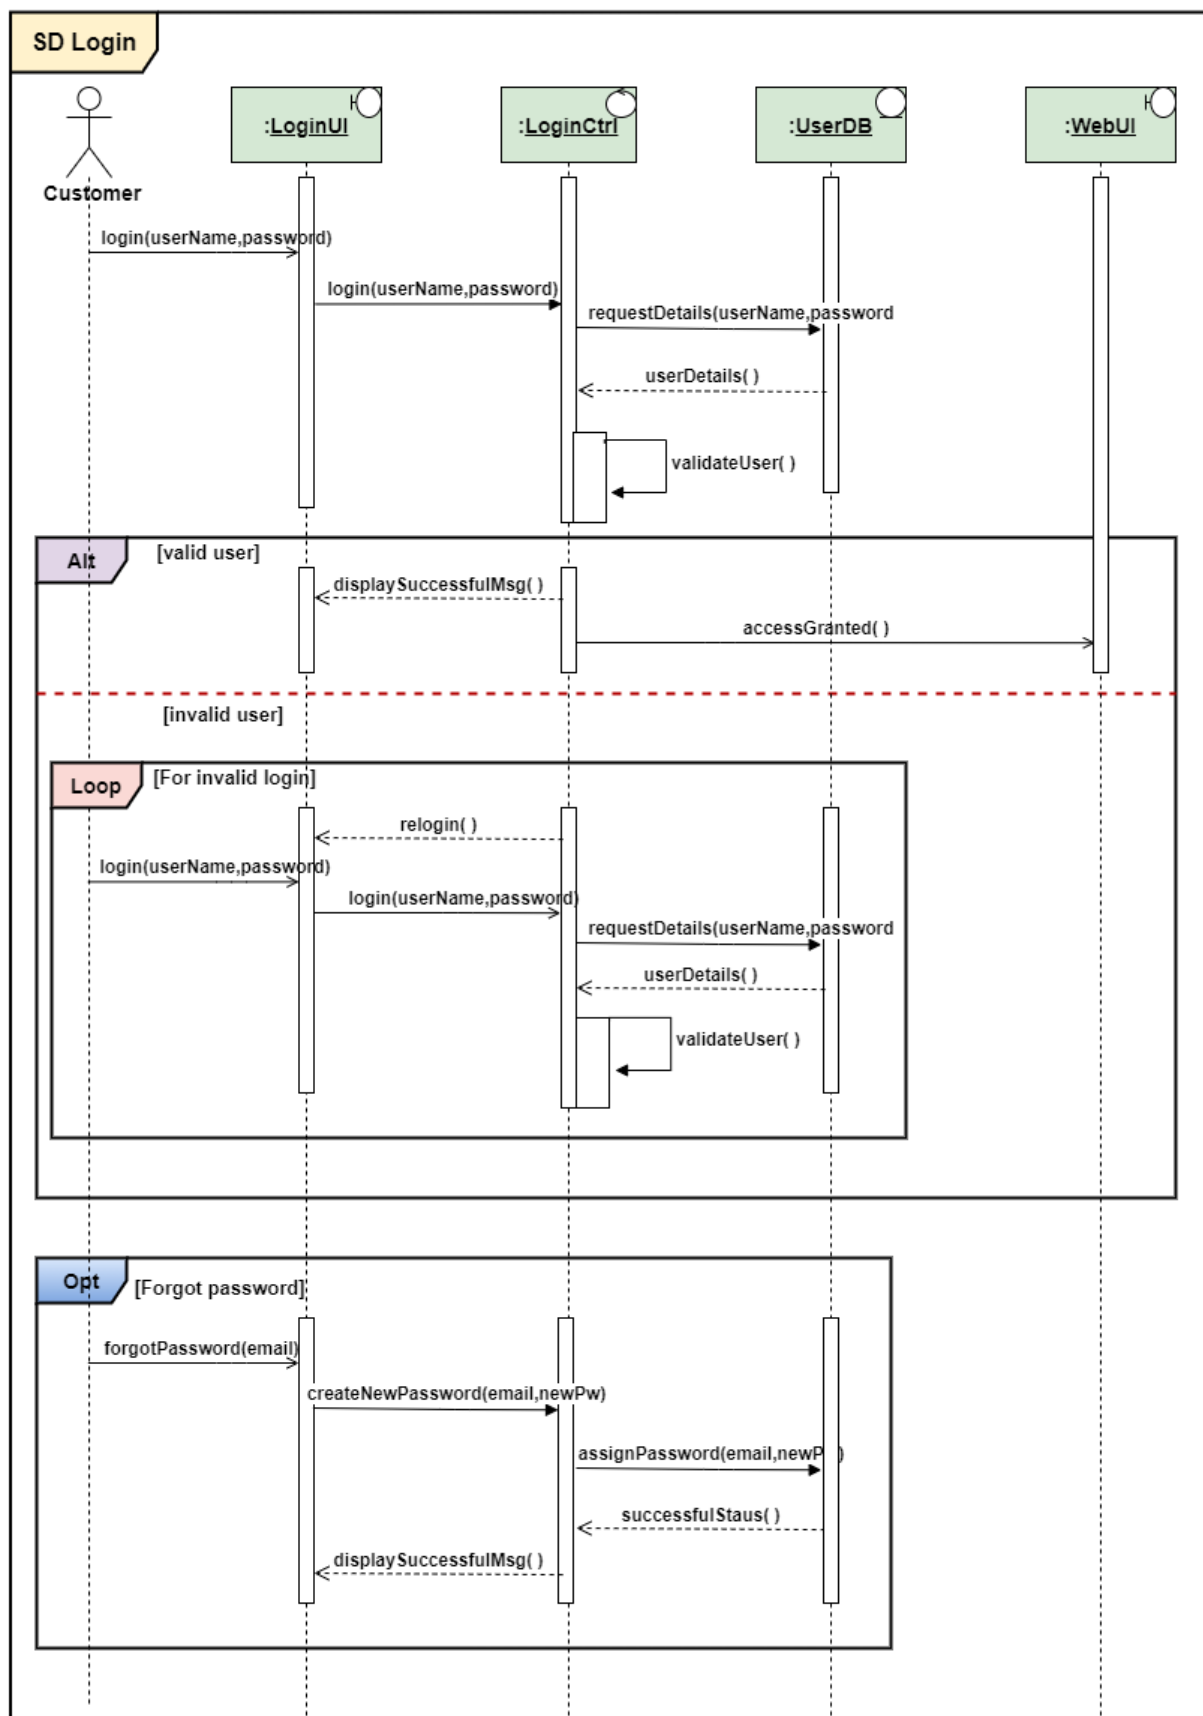 SD Login
:LoginUI
:LoginCtrl
:UserDB
:WebUI
Customer
login(userName,password)
login(userName,password)
requestDetails(userName,password
userDetails( )
validateUser( )
Alt
[valid user]
displaySuccessfulMsg( )
accessGranted( )
[invalid user]
Loop
[For invalid login]
relogin( )
login(userName,password)
login(userName,password)
requestDetails(userName,password
userDetails( )
validateUser( )
Opt
[Forgot password]
forgotPassword(email)
createNewPassword(email,newPw)
assignPassword(email,newPw)
successfulStaus( )
displaySuccessfulMsg( )